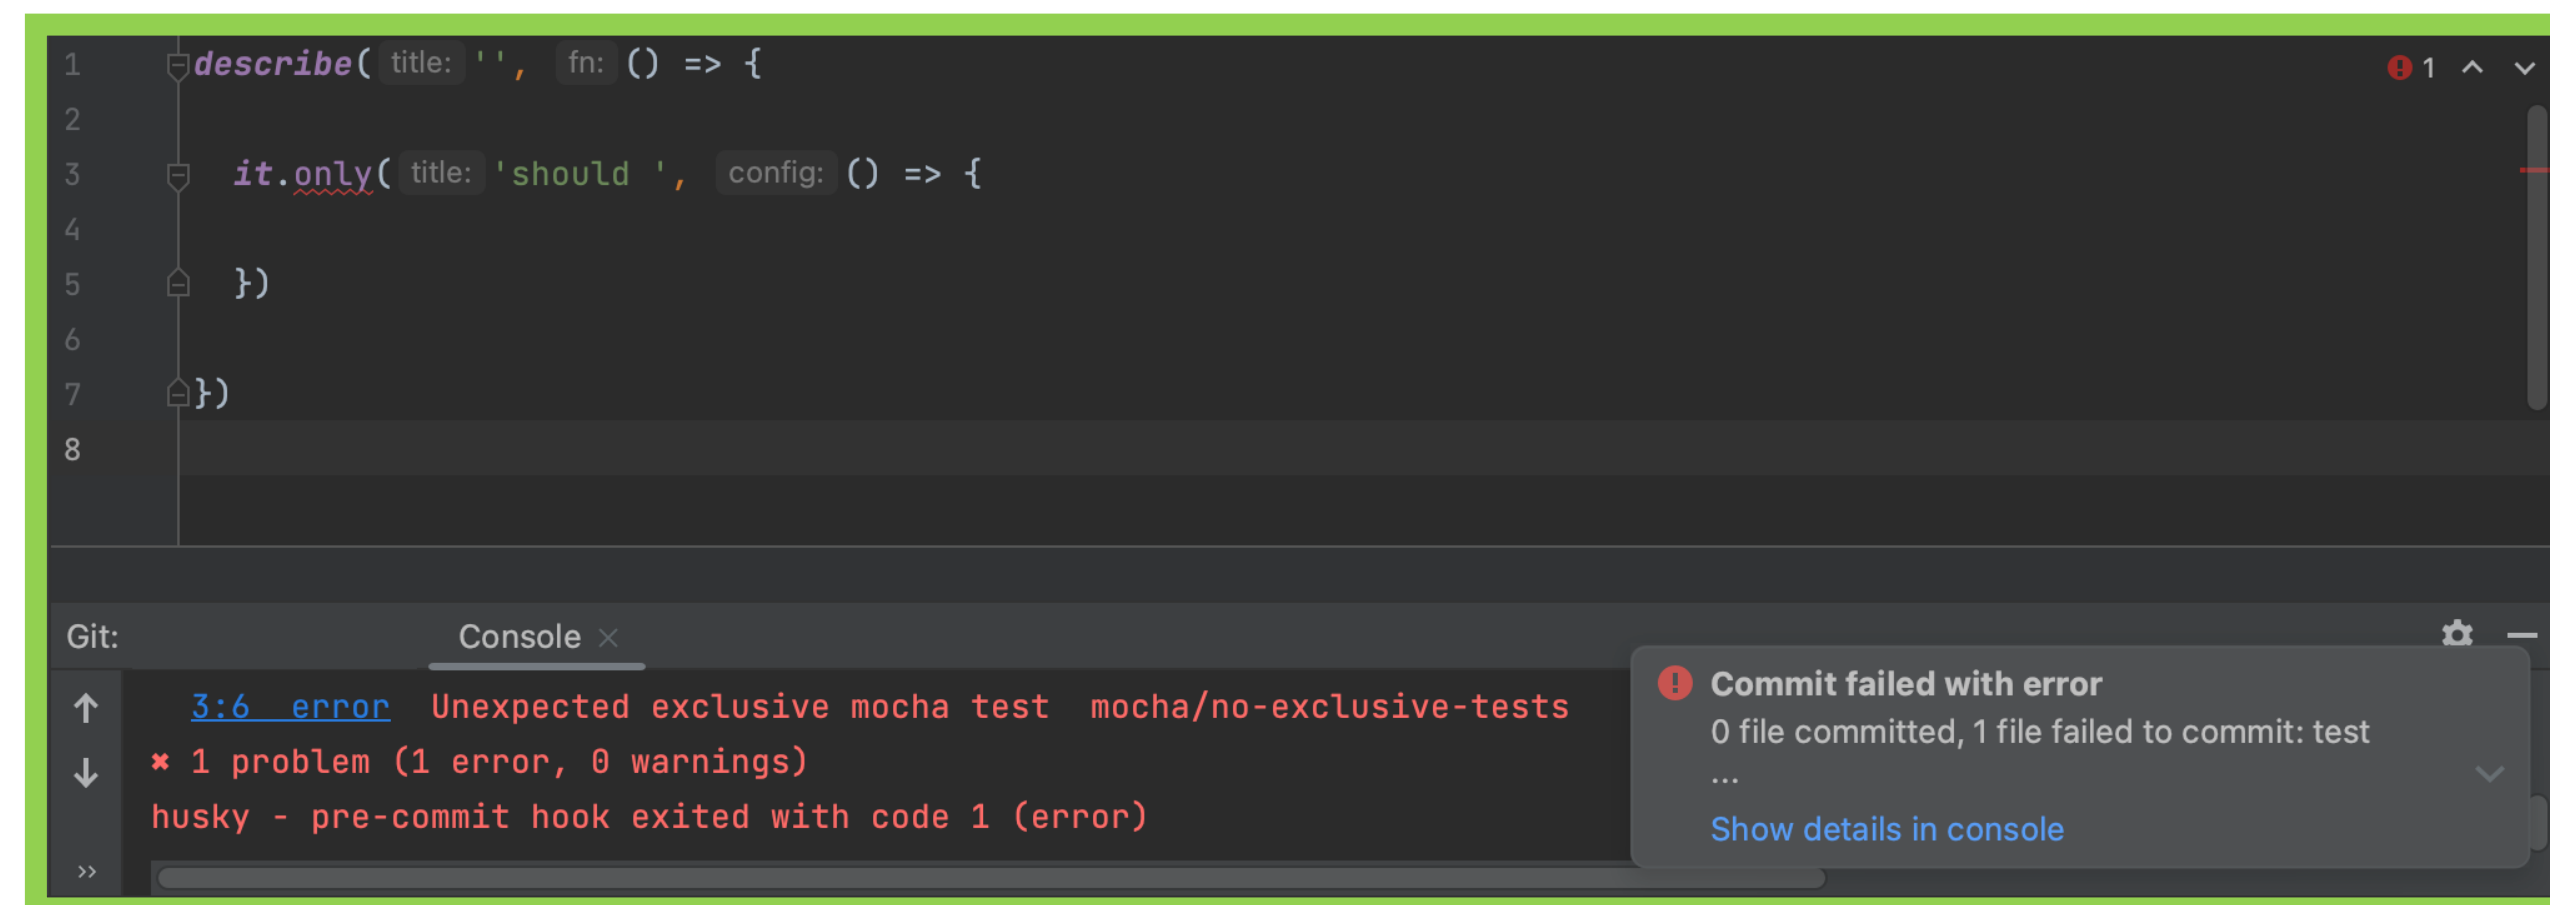 1 describe( title: '', fn: () => {
! 1
2
3 it.only( title: 'should ', config: () => {
4
5 })
6
7 })
8
Git: Console ×
3:6 error Unexpected exclusive mocha test mocha/no-exclusive-tests
✖ 1 problem (1 error, 0 warnings)
husky - pre-commit hook exited with code 1 (error)
Commit failed with error
0 file committed, 1 file failed to commit: test
...
Show details in console